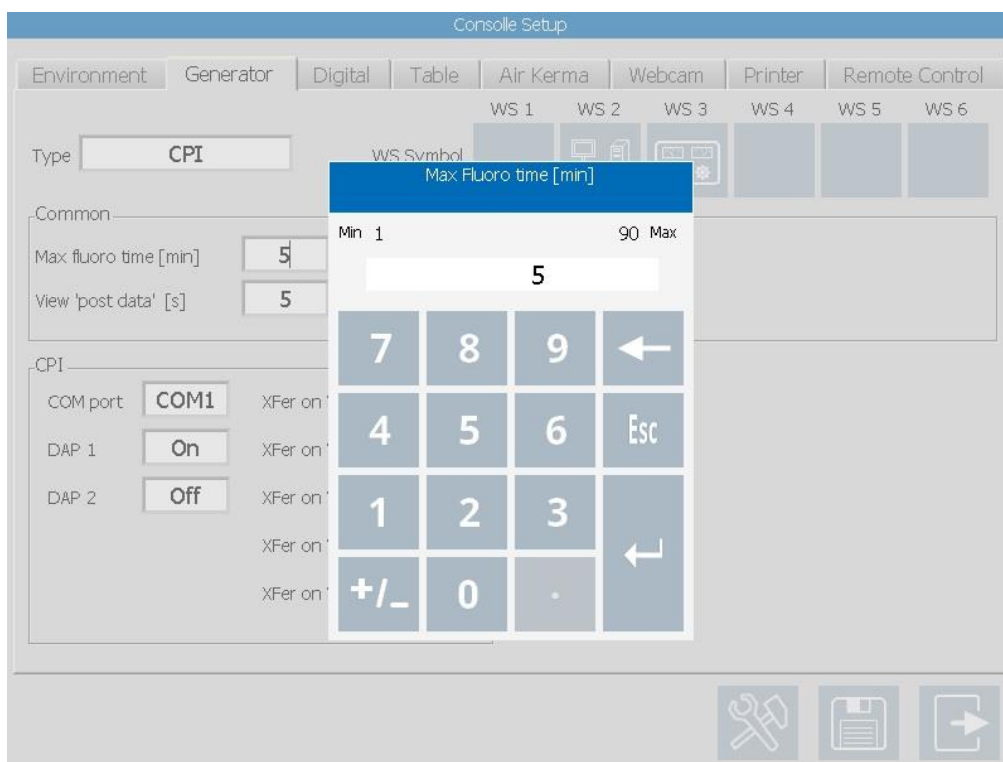 Consolle Setup
Environment Generator Digital Table Air Kerma Webcam Printer Remote Control
WS 1 WS 2 WS 3 WS 4 WS 5 WS 6
Type CPI WS Symbol
Max Fluoro time [min]
Common
Min 1 90 Max
Max fluoro time [min] 5
5
View 'post data' [s] 5
7 8 9
CPI
COM port COM1 XFer on '
4 5 6 Esc
DAP 1 On XFer on '
DAP 2 Off XFer on '
1 2 3
XFer on '
XFer on '
+/_ 0 .